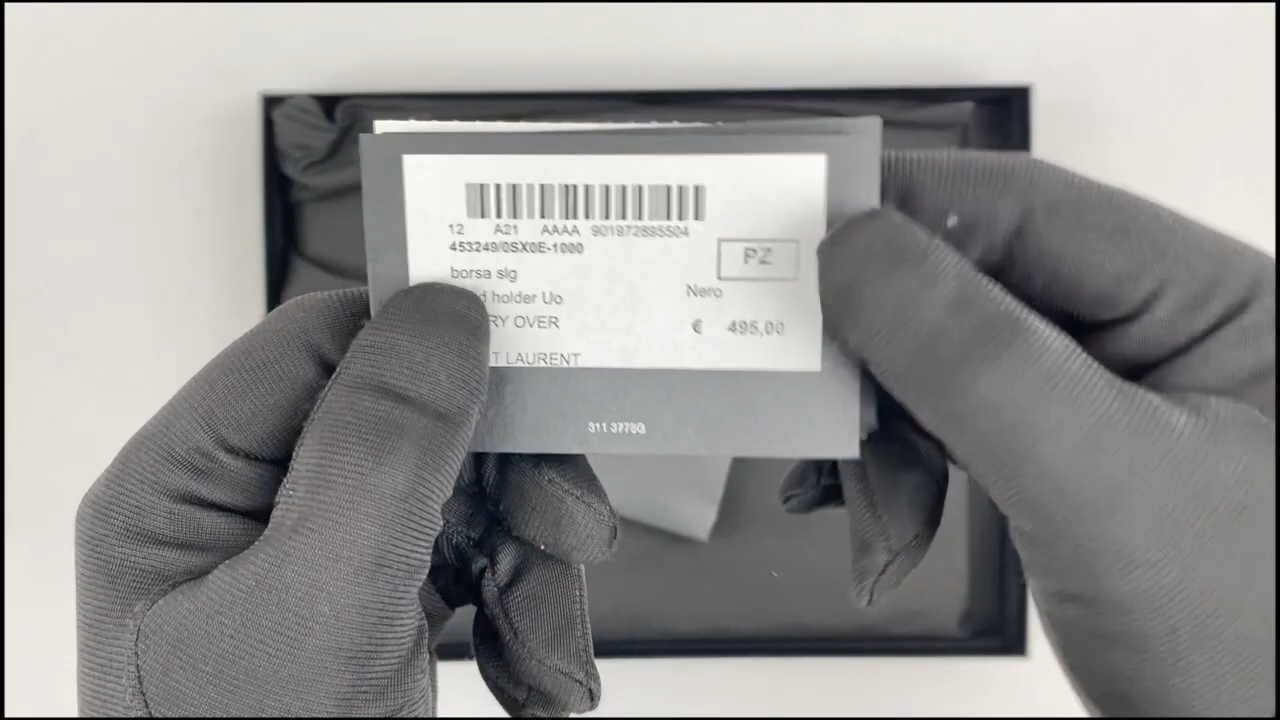 12 A21 AAAA 901972895504
453249/0SX0E-1000
PZ
borsa slg
d holder Uo
Nero
RY OVER
€ 495,00
T LAURENT
311 3778G